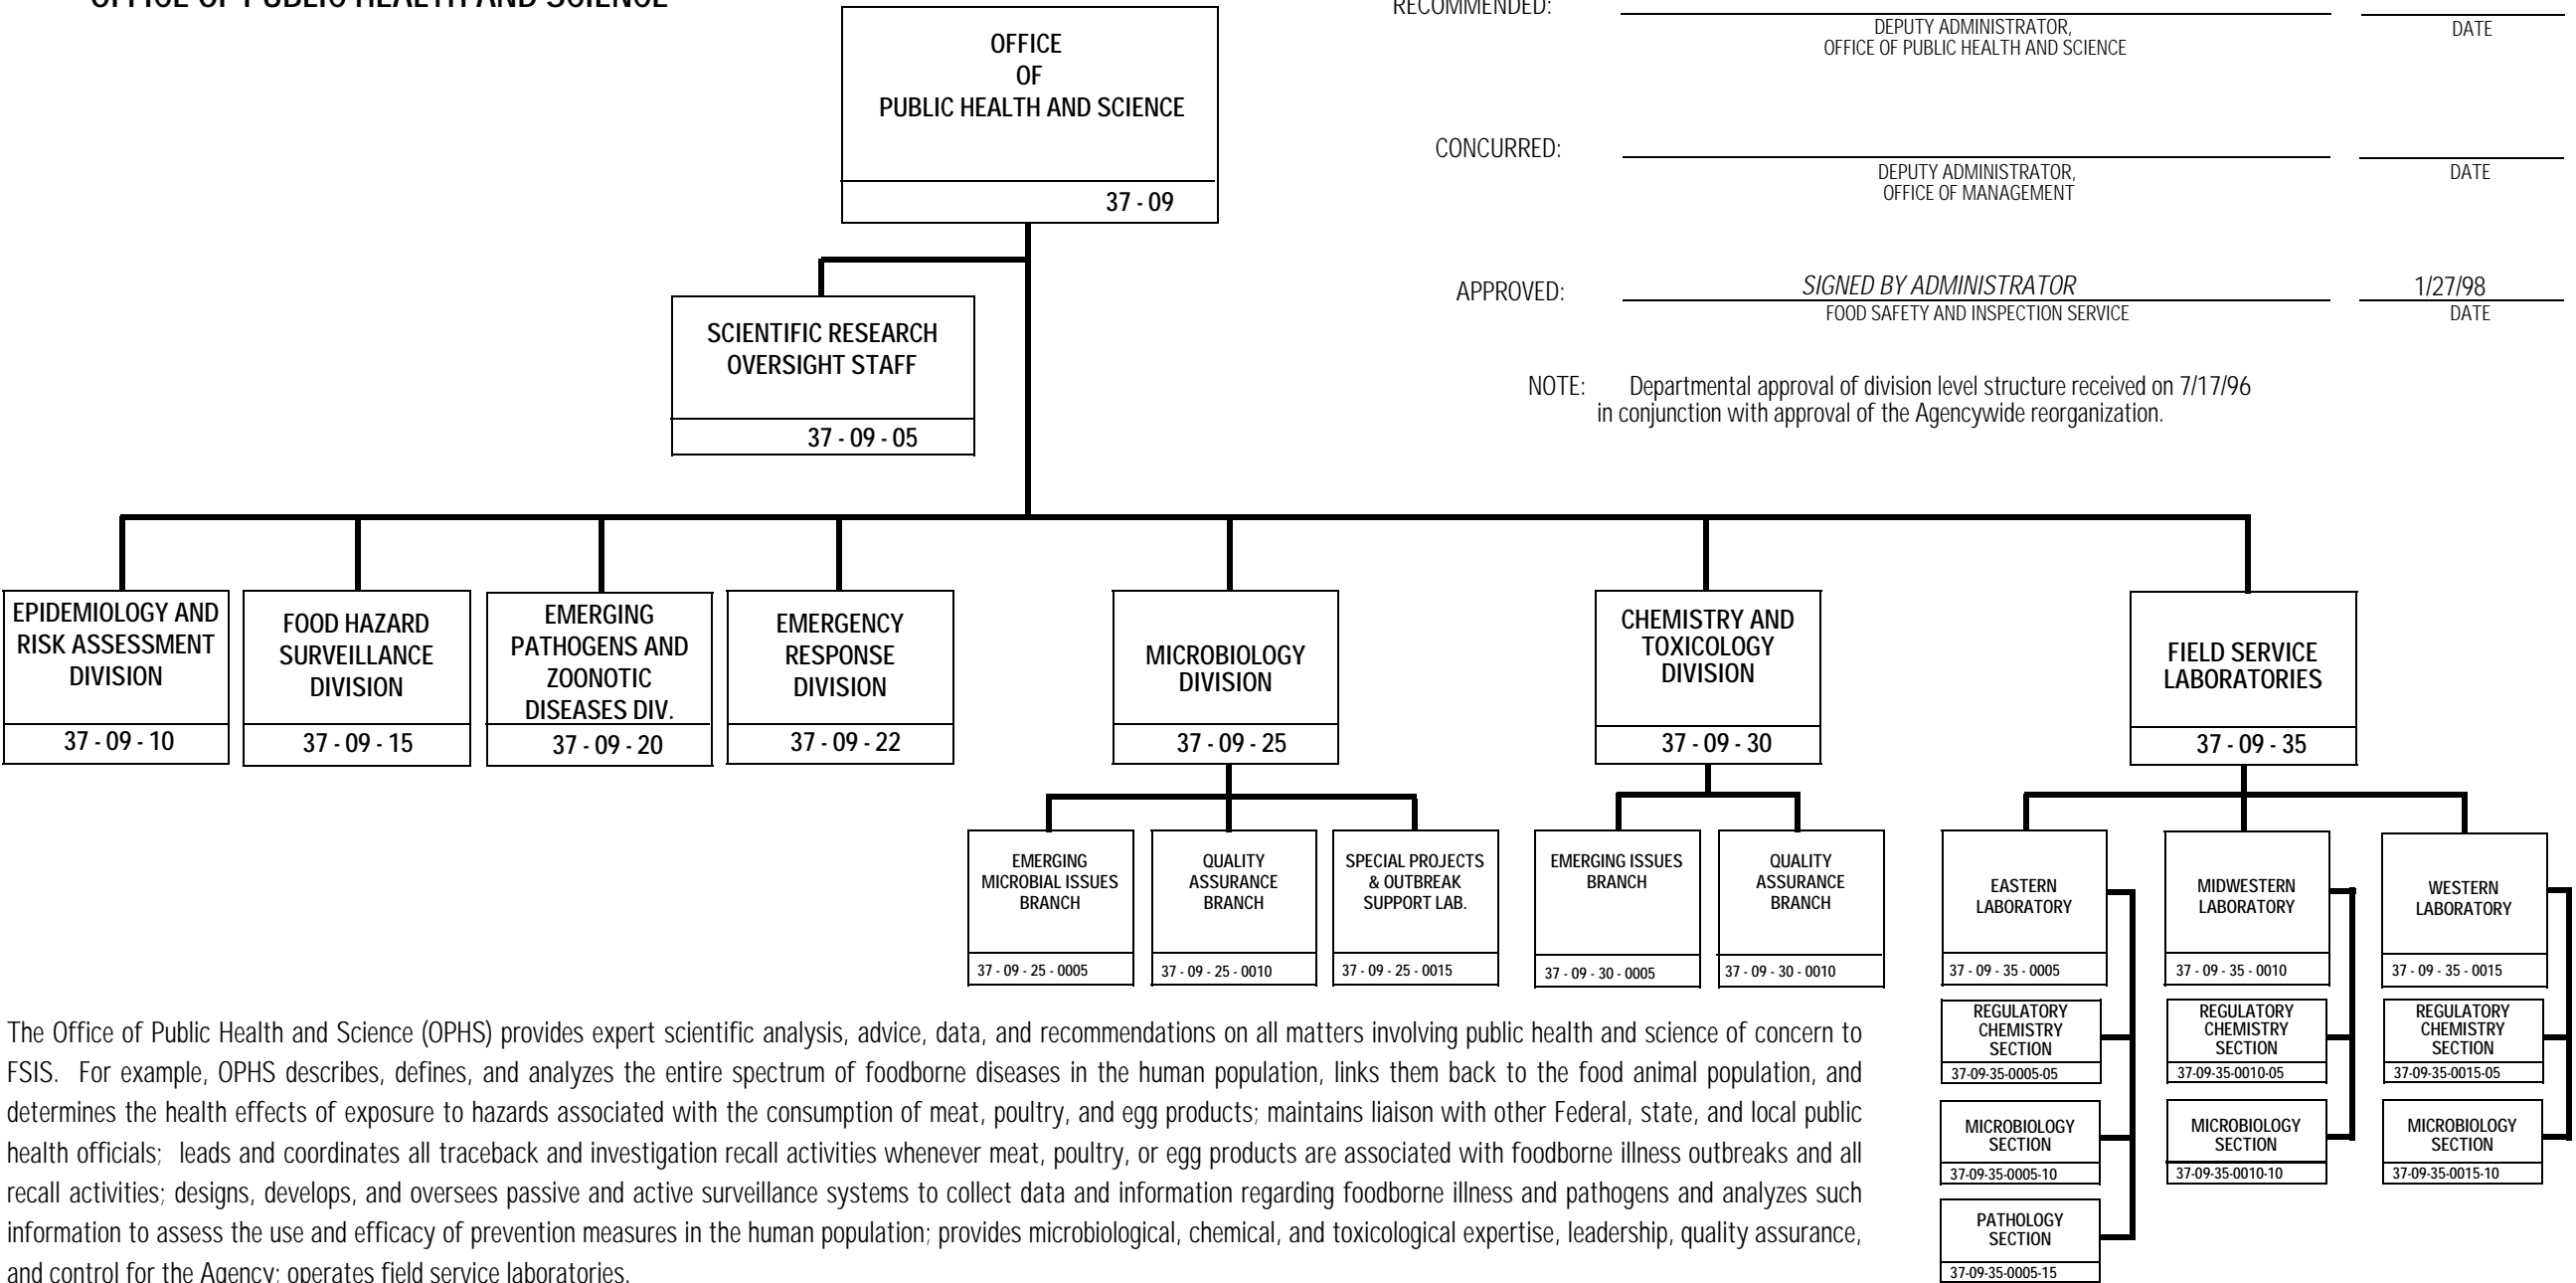 OFFICE OF PUBLIC HEALTH AND SCIENCE
OFFICE
OF
PUBLIC HEALTH AND SCIENCE
37 - 09
RECOMMENDED:
DEPUTY ADMINISTRATOR,
OFFICE OF PUBLIC HEALTH AND SCIENCE
DATE
CONCURRED:
DEPUTY ADMINISTRATOR,
OFFICE OF MANAGEMENT
DATE
APPROVED:
SIGNED BY ADMINISTRATOR
1/27/98
FOOD SAFETY AND INSPECTION SERVICE
DATE
NOTE: Departmental approval of division level structure received on 7/17/96
in conjunction with approval of the Agencywide reorganization.
SCIENTIFIC RESEARCH
OVERSIGHT STAFF
37 - 09 - 05
EPIDEMIOLOGY AND
RISK ASSESSMENT
DIVISION
37 - 09 - 10
FOOD HAZARD
SURVEILLANCE
DIVISION
37 - 09 - 15
EMERGING
PATHOGENS AND
ZOONOTIC
DISEASES DIV.
37 - 09 - 20
EMERGENCY
RESPONSE
DIVISION
37 - 09 - 22
MICROBIOLOGY
DIVISION
37 - 09 - 25
CHEMISTRY AND
TOXICOLOGY
DIVISION
37 - 09 - 30
FIELD SERVICE
LABORATORIES
37 - 09 - 35
EMERGING
MICROBIAL ISSUES
BRANCH
37 - 09 - 25 - 0005
QUALITY
ASSURANCE
BRANCH
37 - 09 - 25 - 0010
SPECIAL PROJECTS
& OUTBREAK
SUPPORT LAB.
37 - 09 - 25 - 0015
EMERGING ISSUES
BRANCH
37 - 09 - 30 - 0005
QUALITY
ASSURANCE
BRANCH
37 - 09 - 30 - 0010
EASTERN
LABORATORY
37 - 09 - 35 - 0005
MIDWESTERN
LABORATORY
37 - 09 - 35 - 0010
WESTERN
LABORATORY
37 - 09 - 35 - 0015
REGULATORY
CHEMISTRY
SECTION
37-09-35-0005-05
REGULATORY
CHEMISTRY
SECTION
37-09-35-0010-05
REGULATORY
CHEMISTRY
SECTION
37-09-35-0015-05
MICROBIOLOGY
SECTION
37-09-35-0005-10
MICROBIOLOGY
SECTION
37-09-35-0010-10
MICROBIOLOGY
SECTION
37-09-35-0015-10
PATHOLOGY
SECTION
37-09-35-0005-15
The Office of Public Health and Science (OPHS) provides expert scientific analysis, advice, data, and recommendations on all matters involving public health and science of concern to
FSIS. For example, OPHS describes, defines, and analyzes the entire spectrum of foodborne diseases in the human population, links them back to the food animal population, and
determines the health effects of exposure to hazards associated with the consumption of meat, poultry, and egg products; maintains liaison with other Federal, state, and local public
health officials; leads and coordinates all traceback and investigation recall activities whenever meat, poultry, or egg products are associated with foodborne illness outbreaks and all
recall activities; designs, develops, and oversees passive and active surveillance systems to collect data and information regarding foodborne illness and pathogens and analyzes such
information to assess the use and efficacy of prevention measures in the human population; provides microbiological, chemical, and toxicological expertise, leadership, quality assurance,
and control for the Agency; operates field service laboratories.